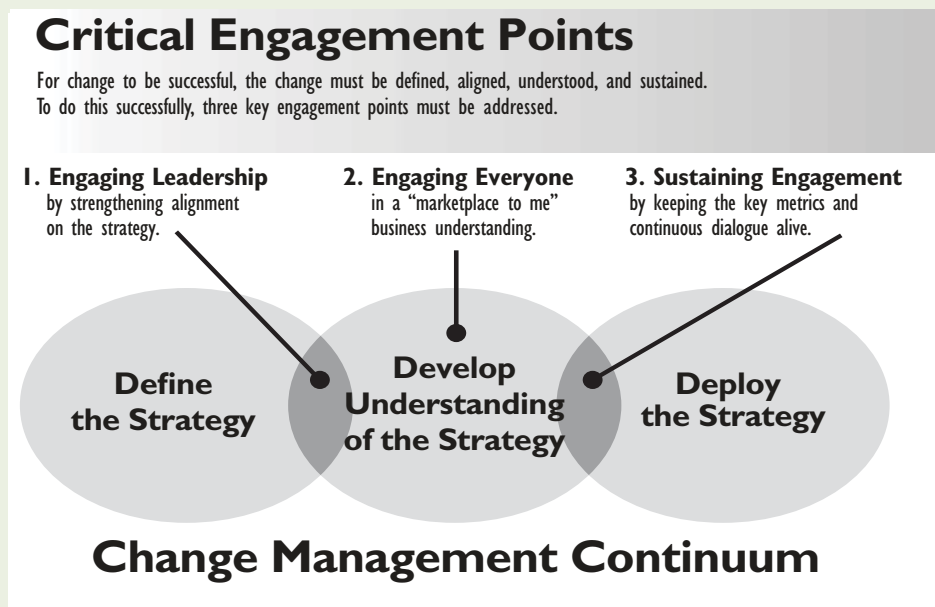 Critical Engagement Points
For change to be successful, the change must be defined, aligned, understood, and sustained.
To do this successfully, three key engagement points must be addressed.
1. Engaging Leadership
by strengthening alignment
on the strategy.
2. Engaging Everyone
in a “marketplace to me”
business understanding.
3. Sustaining Engagement
by keeping the key metrics and
continuous dialogue alive.
Define
the Strategy
Develop
Understanding
of the Strategy
Deploy
the Strategy
Change Management Continuum